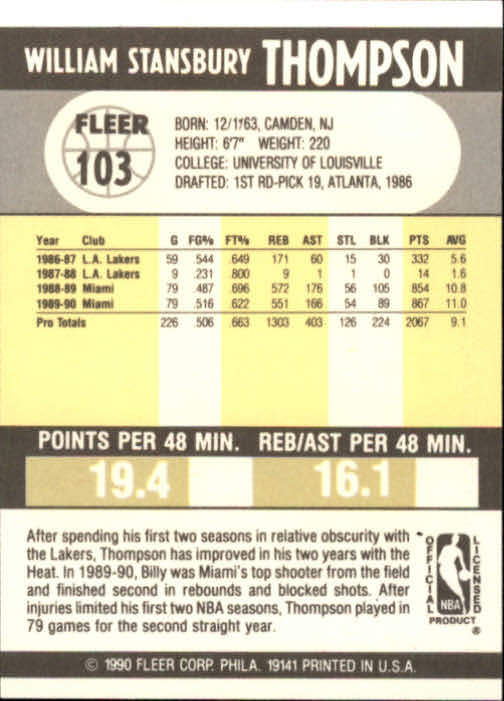 WILLIAM STANSBURY THOMPSON
FLEER
103
BORN: 12/1/63, CAMDEN, NJ
HEIGHT: 6'7" WEIGHT: 220
COLLEGE: UNIVERSITY OF LOUISVILLE
DRAFTED: 1ST RD-PICK 19, ATLANTA, 1986
Year Club G FG% FT% REB AST STL BLK PTS AVG
1986-87 L.A. Lakers 59 .544 .649 171 60 15 30 332 5.6
1987-88 L.A. Lakers 9 .231 .800 9 1 1 0 14 1.6
1988-89 Miami 79 .487 .696 572 176 56 105 854 10.8
1989-90 Miami 79 .516 .622 551 166 54 89 867 11.0
Pro Totals 226 .506 .663 1303 403 126 224 2067 9.1
POINTS PER 48 MIN. REB/AST PER 48 MIN.
19.4 16.1
After spending his first two seasons in relative obscurity with
the Lakers, Thompson has improved in his two years with the
Heat. In 1989-90, Billy was Miami's top shooter from the field
and finished second in rebounds and blocked shots. After
injuries limited his first two NBA seasons, Thompson played in
79 games for the second straight year.
OFFICIAL
LICENSED
NBA
PRODUCT ®
© 1990 FLEER CORP. PHILA. 19141 PRINTED IN U.S.A.